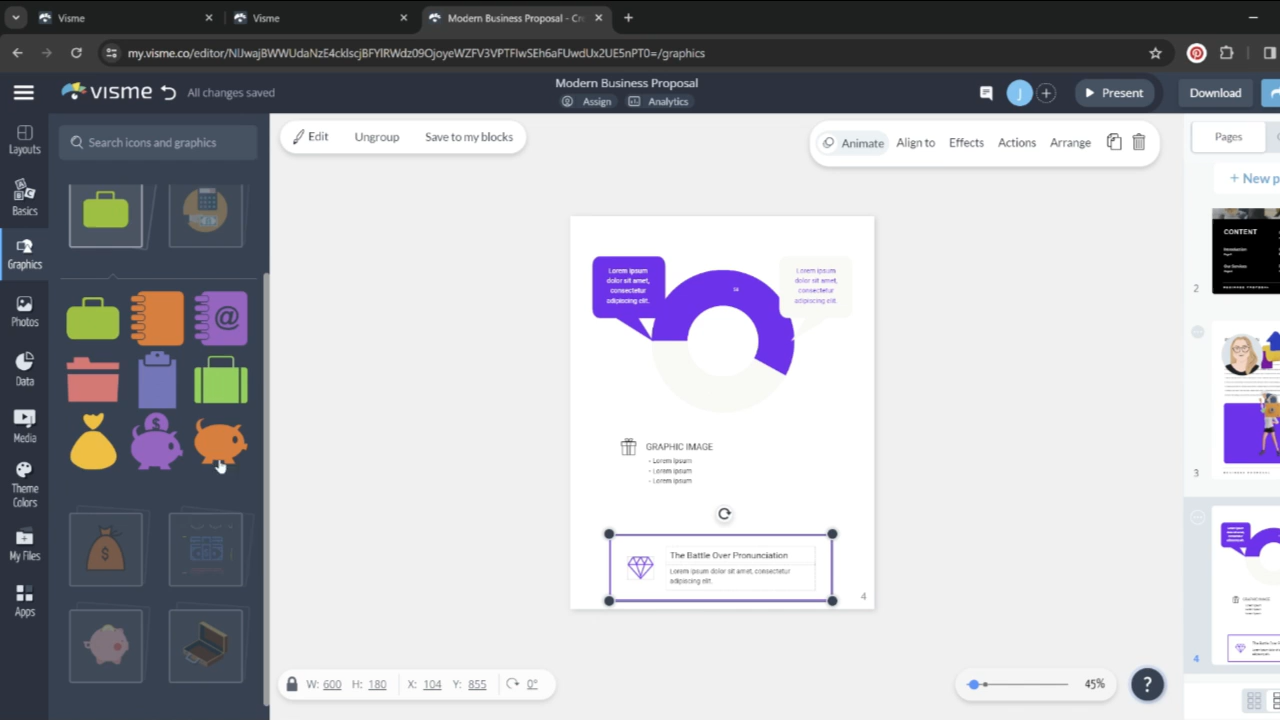 Visme
Visme
Modern Business Proposal - Cr
my.visme.co/editor/NlJwajBWWUdaNzE4cklscjBFYlRWdz09OjoyeWZFV3VPTFIwSEh6aFUwdUx2UE5nPT0=/graphics
visme
All changes saved
Modern Business Proposal
Assign
Analytics
J
Present
Download
Layouts
Basics
Graphics
Photos
Data
Media
Theme
Colors
My Files
Apps
Search icons and graphics
Edit
Ungroup
Save to my blocks
Animate
Align to
Effects
Actions
Arrange
Pages
+ New p
Lorem ipsum
dolor sit amet,
consectetur
adipiscing elit.
Lorem ipsum
dolor sit amet,
consectetur
adipiscing elit.
GRAPHIC IMAGE
- Lorem ipsum
- Lorem ipsum
- Lorem ipsum
The Battle Over Pronunciation
Lorem ipsum dolor sit amet, consectetur
adipiscing elit.
4
CONTENT
2
3
4
W: 600
H: 180
X: 104
Y: 855
0°
45%
?